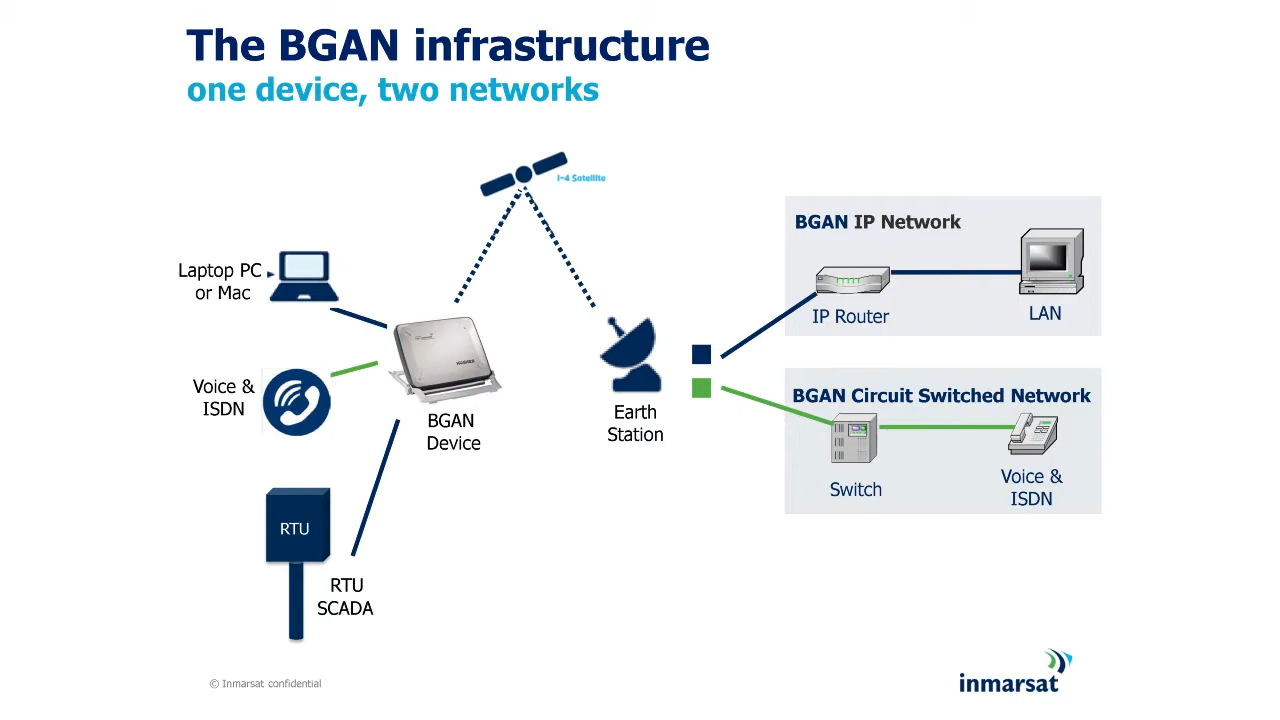 The BGAN infrastructure
one device, two networks
I-4 Satellite
Laptop PC
or Mac
Voice &
ISDN
RTU
RTU
SCADA
BGAN
Device
Earth
Station
BGAN IP Network
IP Router
LAN
BGAN Circuit Switched Network
Switch
Voice &
ISDN
© Inmarsat confidential
inmarsat